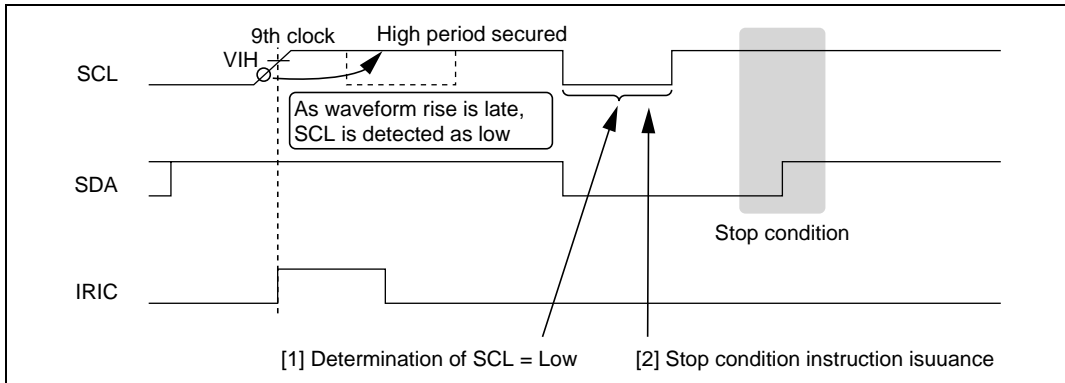 9th clock
High period secured
VIH
SCL
As waveform rise is late,
SCL is detected as low
SDA
Stop condition
IRIC
[1] Determination of SCL = Low
[2] Stop condition instruction isuuance